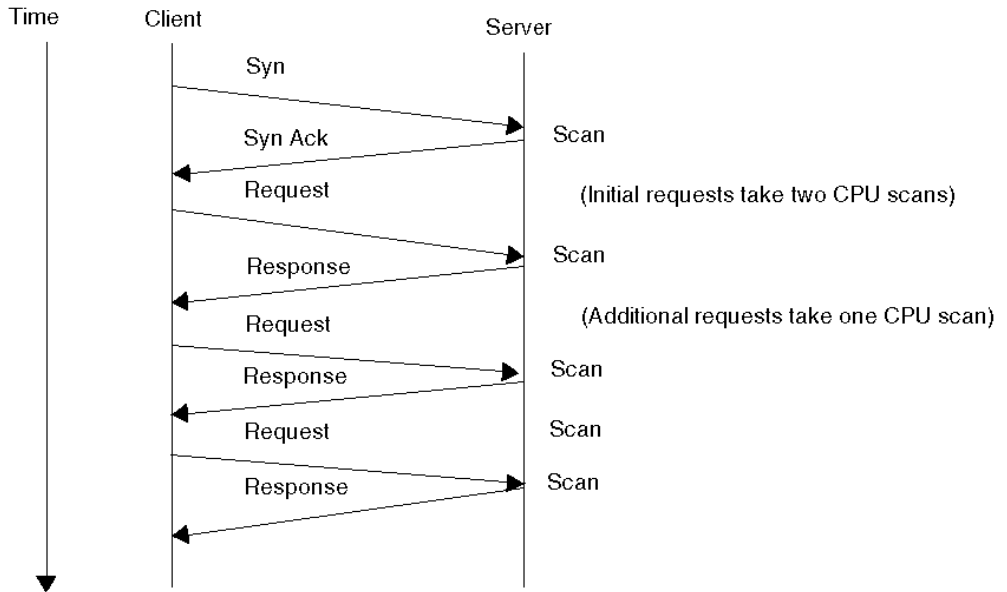 Time
Client
Server
Syn
Scan
Syn Ack
Request
(Initial requests take two CPU scans)
Scan
Response
(Additional requests take one CPU scan)
Request
Scan
Response
Request
Scan
Scan
Response